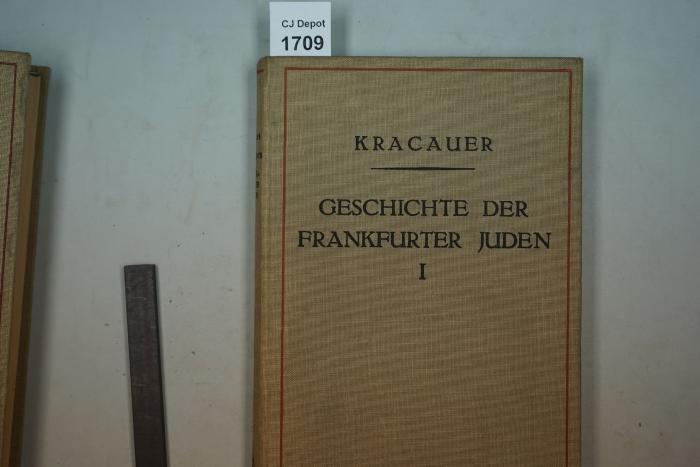 CJ Depot
1709
KRACAUER
GESCHICHTE DER
FRANKFURTER JUDEN
I